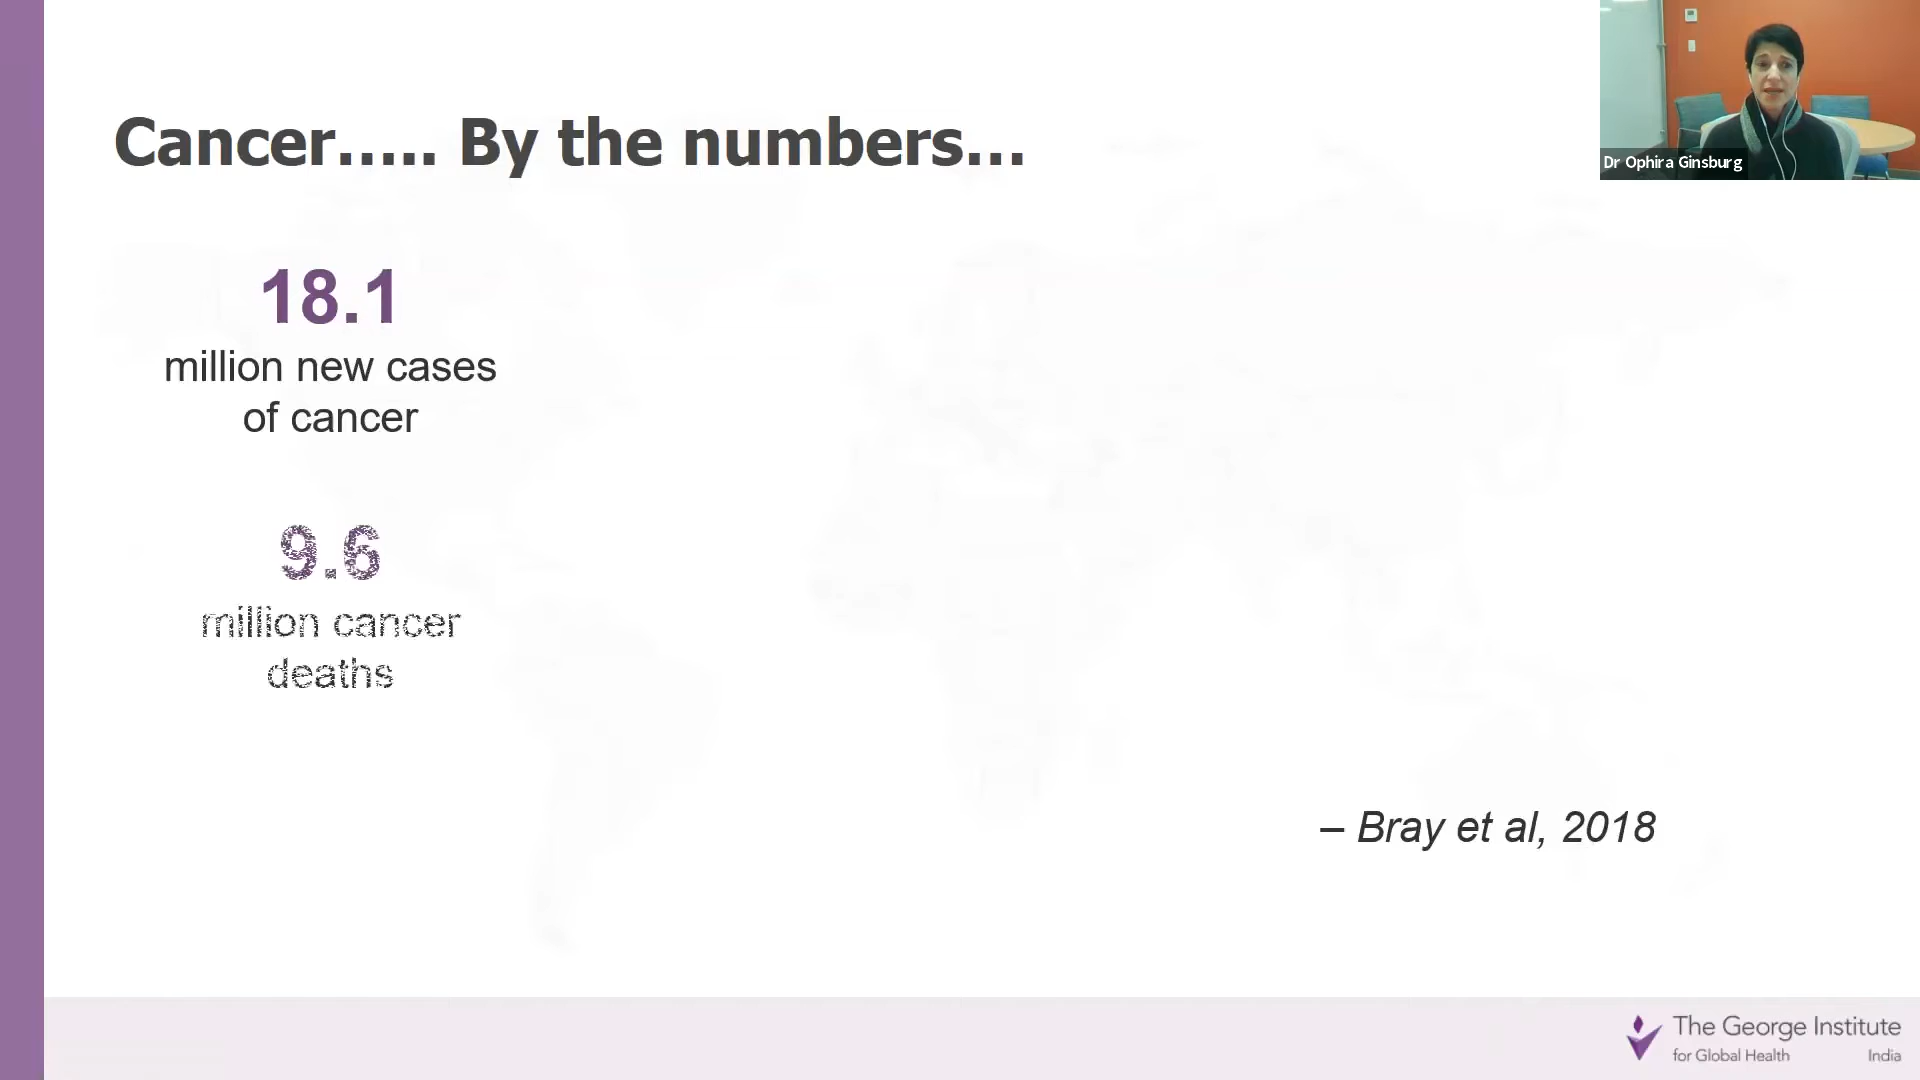 Cancer..... By the numbers...
Dr Ophira Ginsburg
18.1
million new cases
of cancer
9.6
million cancer
deaths
– Bray et al, 2018
The George Institute
for Global Health India